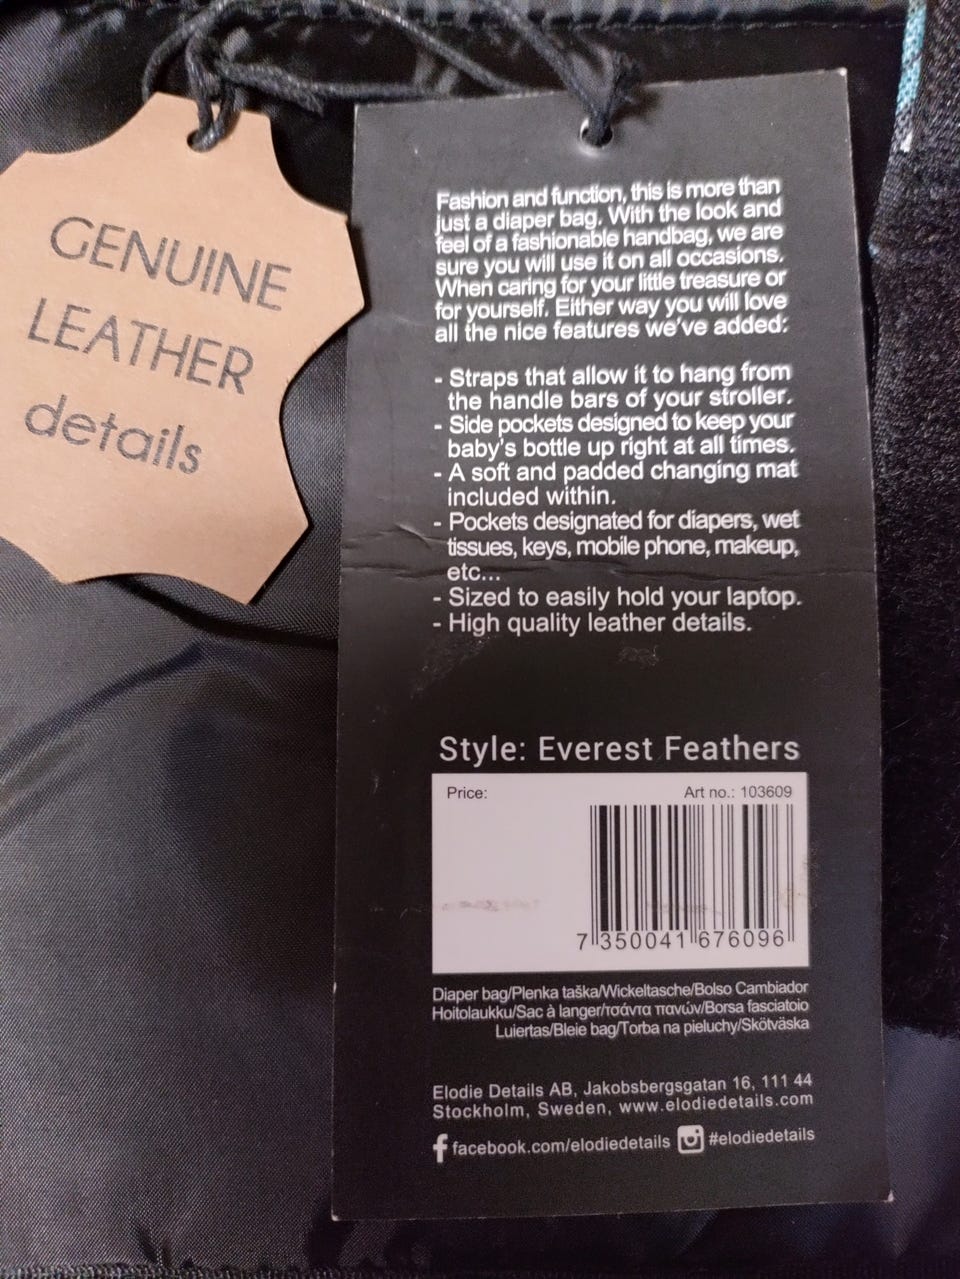 GENUINE
LEATHER
details
Fashion and function, this is more than
just a diaper bag. With the look and
feel of a fashionable handbag, we are
sure you will use it on all occasions.
When caring for your little treasure or
for yourself. Either way you will love
all the nice features we've added:
- Straps that allow it to hang from
the handle bars of your stroller.
- Side pockets designed to keep your
baby's bottle up right at all times.
- A soft and padded changing mat
included within.
- Pockets designated for diapers, wet
tissues, keys, mobile phone, makeup,
etc...
- Sized to easily hold your laptop.
- High quality leather details.
Style: Everest Feathers
Price: Art no.: 103609
7 350041 676096
Diaper bag/Plenka taška/Wickeltasche/Bolso Cambiador
Hoitolaukku/Sac à langer/τσάντα πανών/Borsa fasciatoio
Luiertas/Bleie bag/Torba na pieluchy/Skötväska
Elodie Details AB, Jakobsbergsgatan 16, 111 44
Stockholm, Sweden, www.elodiedetails.com
facebook.com/elodiedetails #elodiedetails